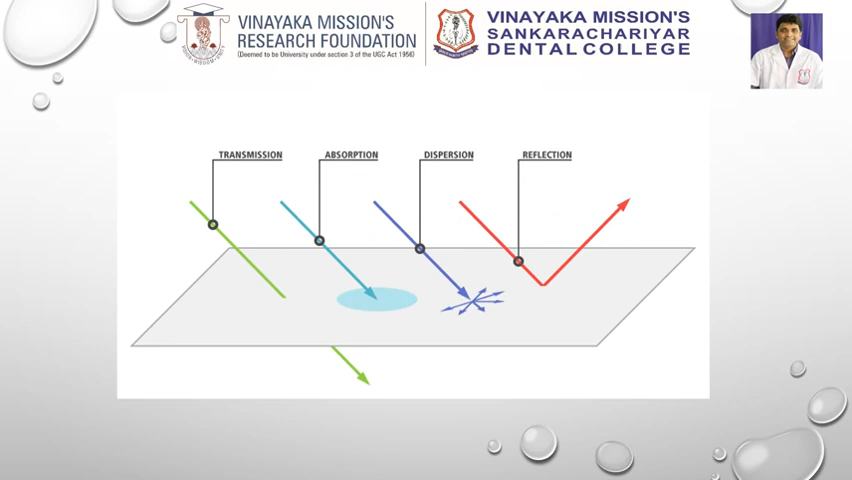 VINAYAKA MISSION'S
RESEARCH FOUNDATION
(Deemed to be University under section 3 of the UGC Act 1956)
VINAYAKA MISSION'S
SANKARACHARIYAR
DENTAL COLLEGE
TRANSMISSION
ABSORPTION
DISPERSION
REFLECTION